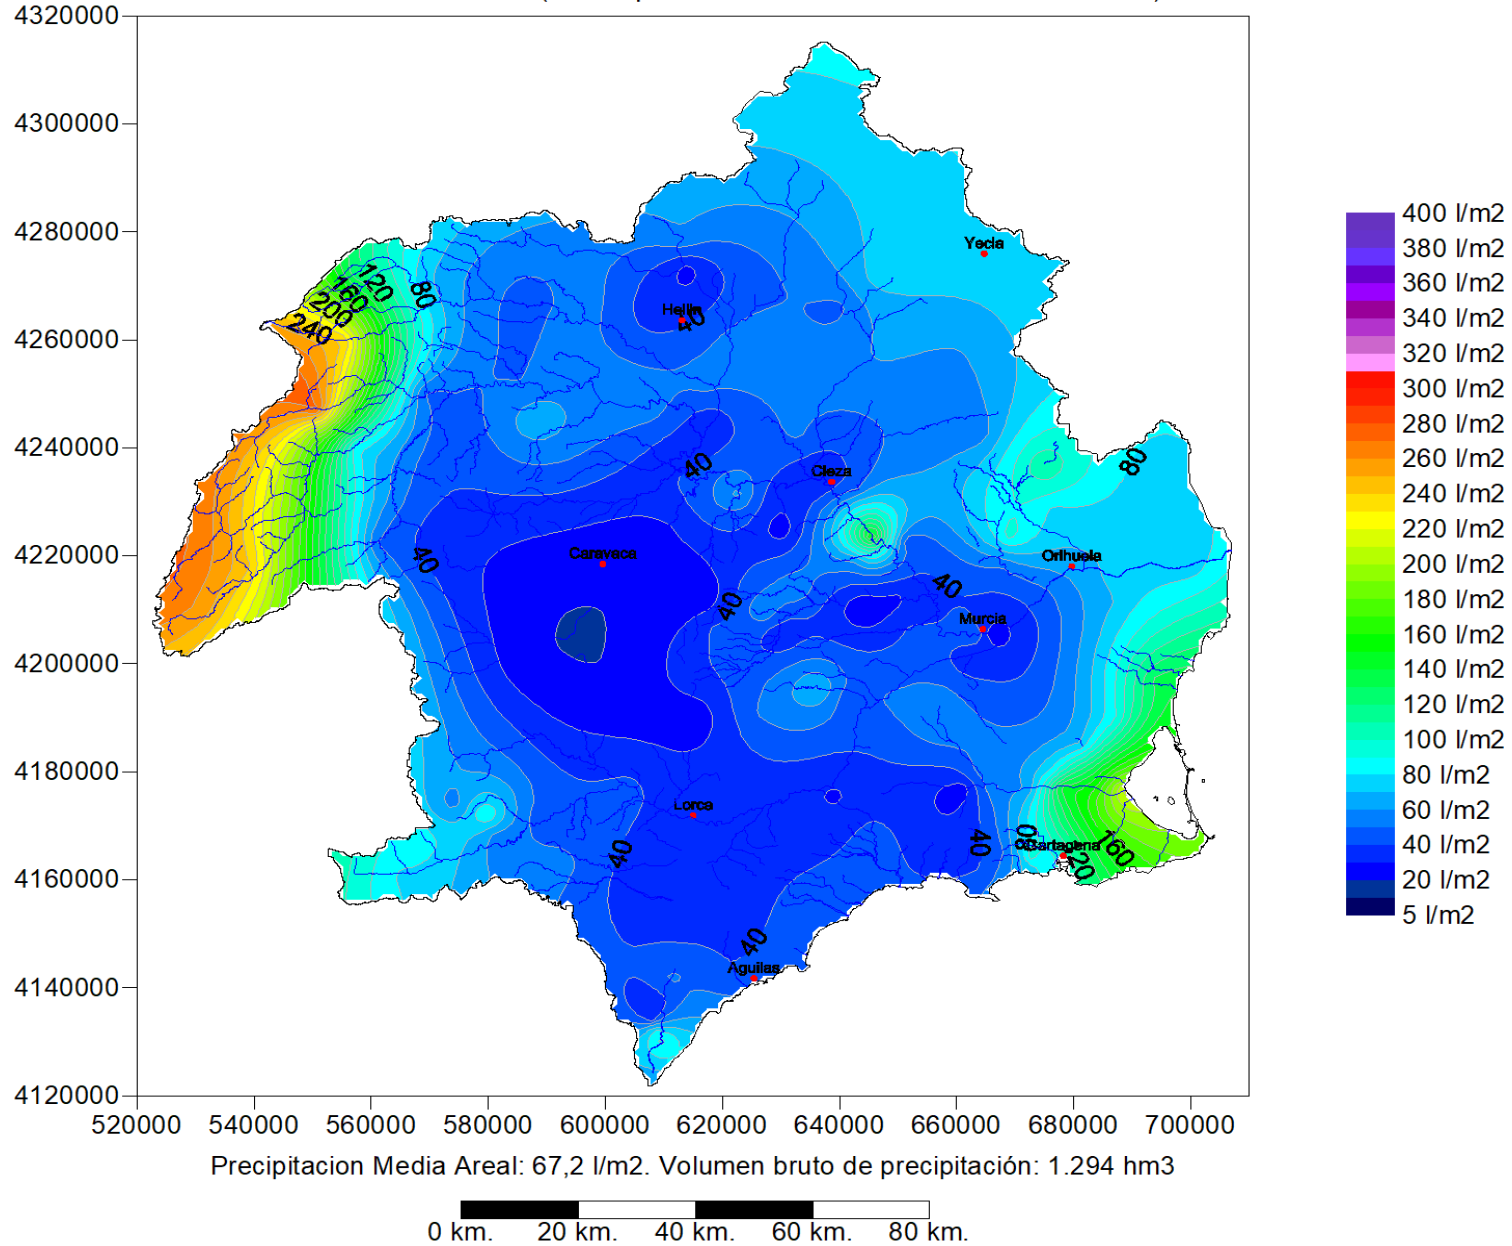 4320000
4300000
4280000
4260000
4240000
4220000
4200000
4180000
4160000
4140000
4120000
520000 540000 560000 580000 600000 620000 640000 660000 680000 700000
Yecla
Hellin
Cieza
Caravaca
Orihuela
Murcia
Lorca
Cartagena
Aguilas
80
120
160
200
240
40
40
80
40
40
40
40
40
80
120
160
40
400 l/m2
380 l/m2
360 l/m2
340 l/m2
320 l/m2
300 l/m2
280 l/m2
260 l/m2
240 l/m2
220 l/m2
200 l/m2
180 l/m2
160 l/m2
140 l/m2
120 l/m2
100 l/m2
80 l/m2
60 l/m2
40 l/m2
20 l/m2
5 l/m2
Precipitacion Media Areal: 67,2 l/m2. Volumen bruto de precipitación: 1.294 hm3
0 km. 20 km. 40 km. 60 km. 80 km.